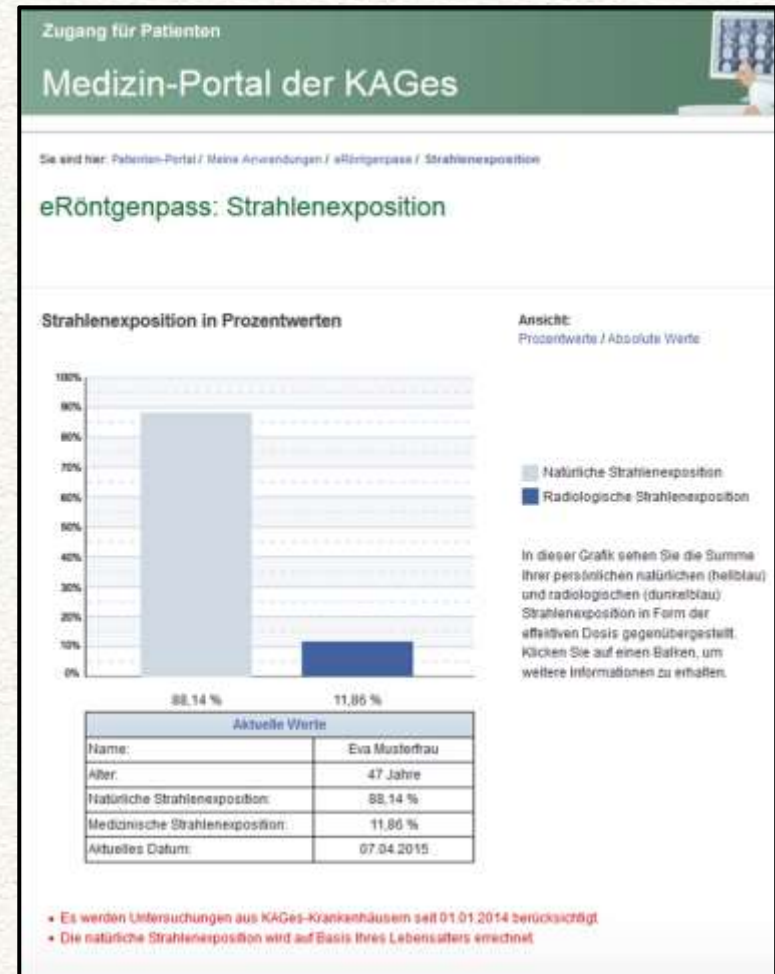 Zugang für Patienten
Medizin-Portal der KAGes
Sie sind hier: Patienten-Portal / Meine Anwendungen / eRöntgenpass / Strahlenexposition
eRöntgenpass: Strahlenexposition
Strahlenexposition in Prozentwerten
Ansicht:
Prozentwerte / Absolute Werte
100%
90%
80%
70%
60%
50%
40%
30%
20%
10%
0%
88,14 %
11,86 %
Natürliche Strahlenexposition
Radiologische Strahlenexposition
In dieser Grafik sehen Sie die Summe
Ihrer persönlichen natürlichen (hellblau)
und radiologischen (dunkelblau)
Strahlenexposition in Form der
effektiven Dosis gegenübergestellt.
Klicken Sie auf einen Balken, um
weitere Informationen zu erhalten.
Aktuelle Werte
Name: Eva Musterfrau
Alter: 47 Jahre
Natürliche Strahlenexposition: 88,14 %
Medizinische Strahlenexposition: 11,86 %
Aktuelles Datum: 07.04.2015
• Es werden Untersuchungen aus KAGes-Krankenhäusern seit 01.01.2014 berücksichtigt
• Die natürliche Strahlenexposition wird auf Basis Ihres Lebensalters errechnet